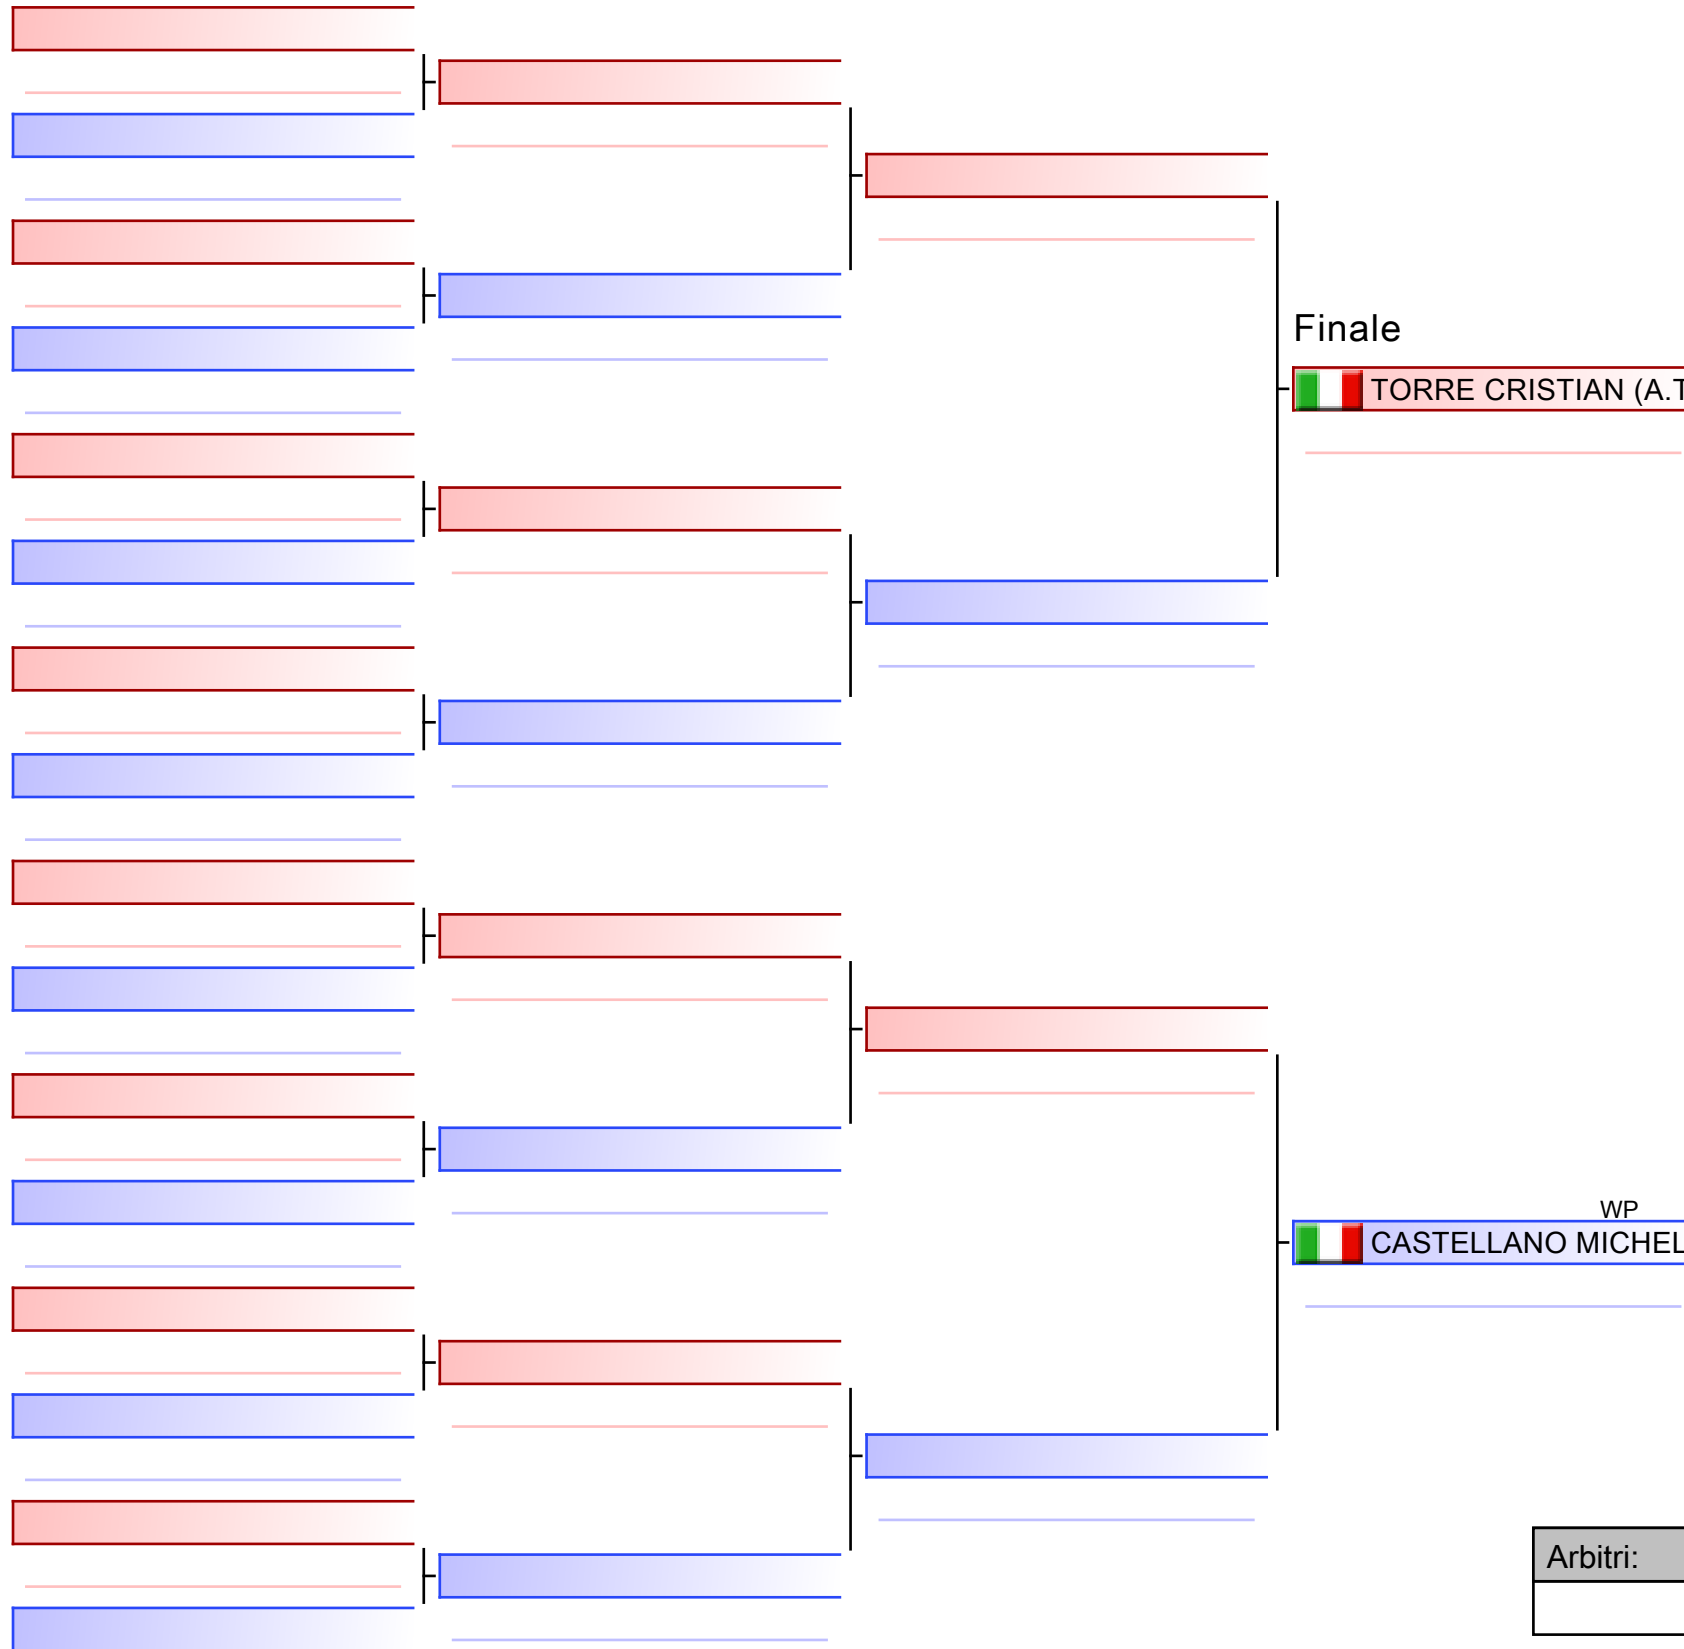 Finale
TORRE CRISTIAN (A.T
WP
CASTELLANO MICHEL
Arbitri: